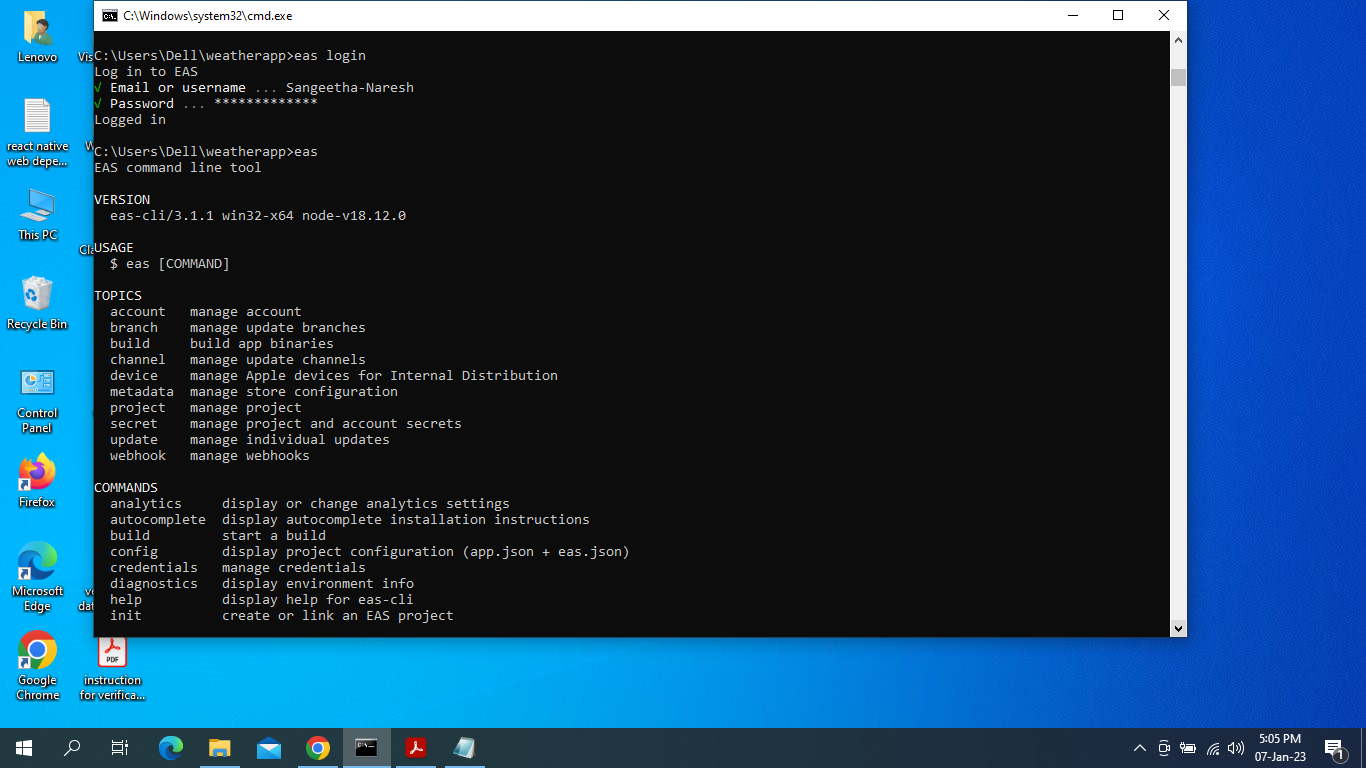 C:\Windows\system32\cmd.exe
C:\Users\Dell\weatherapp>eas login
Log in to EAS
√ Email or username ... Sangeetha-Naresh
√ Password ... *************
Logged in
C:\Users\Dell\weatherapp>eas
EAS command line tool
VERSION
eas-cli/3.1.1 win32-x64 node-v18.12.0
USAGE
$ eas [COMMAND]
TOPICS
account manage account
branch manage update branches
build build app binaries
channel manage update channels
device manage Apple devices for Internal Distribution
metadata manage store configuration
project manage project
secret manage project and account secrets
update manage individual updates
webhook manage webhooks
COMMANDS
analytics display or change analytics settings
autocomplete display autocomplete installation instructions
build start a build
config display project configuration (app.json + eas.json)
credentials manage credentials
diagnostics display environment info
help display help for eas-cli
init create or link an EAS project
Lenovo
react native
web depe...
This PC
Recycle Bin
Control
Panel
Firefox
Microsoft
Edge
Google
Chrome
PDF
instruction
for verifica...
5:05 PM
07-Jan-23
1